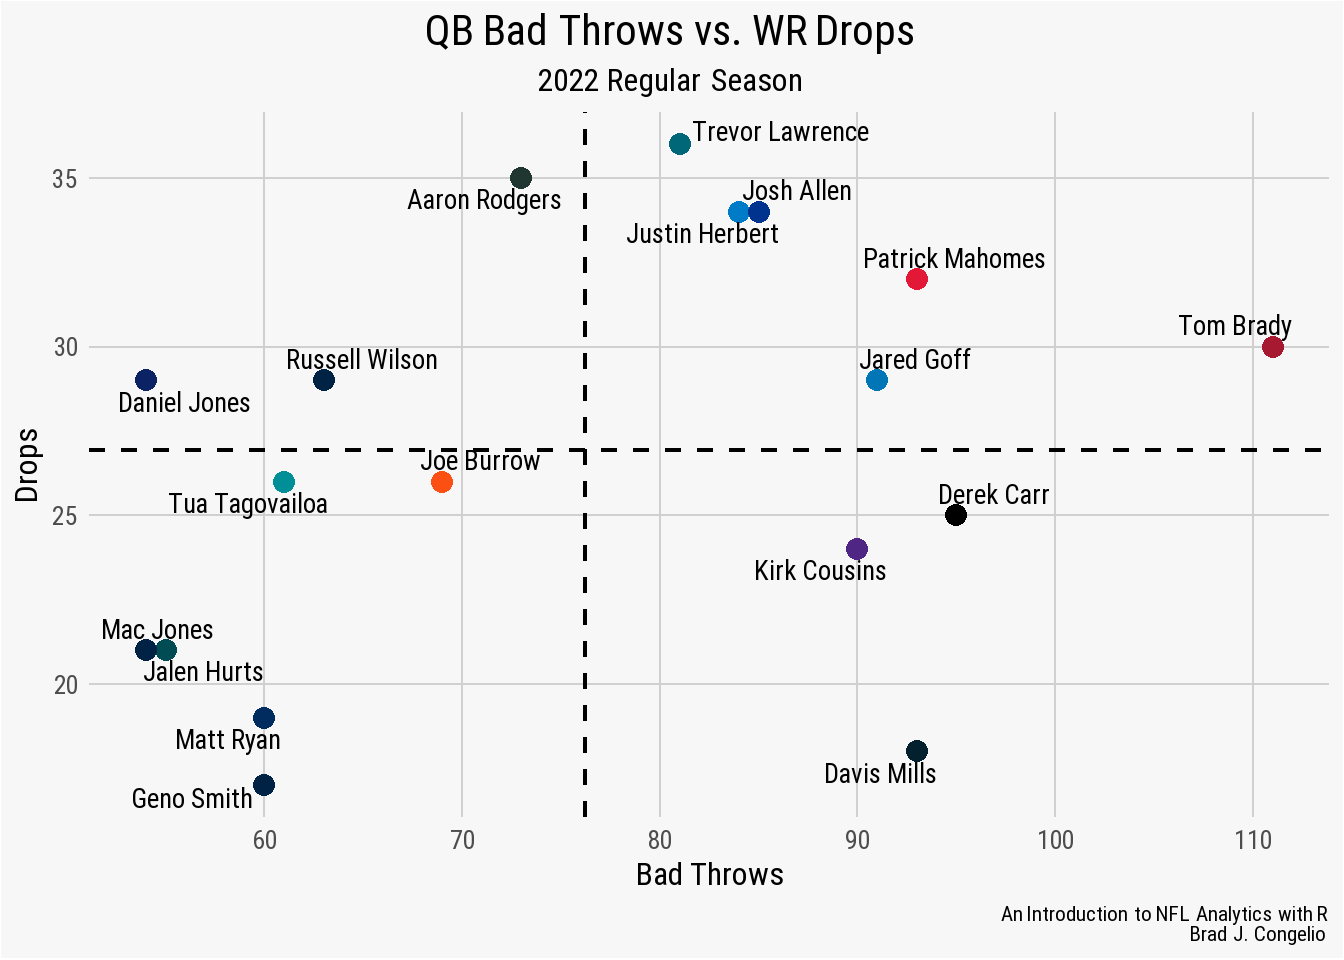 QB Bad Throws vs. WR Drops
2022 Regular Season
Trevor Lawrence
35
Aaron Rodgers
Josh Allen
Justin Herbert
Patrick Mahomes
Tom Brady
30
Russell Wilson
Jared Goff
Daniel Jones
Drops
Joe Burrow
Tua Tagovailoa
Derek Carr
25
Kirk Cousins
Mac Jones
Jalen Hurts
20
Matt Ryan
Davis Mills
Geno Smith
60 70 80 90 100 110
Bad Throws
An Introduction to NFL Analytics with R
Brad J. Congelio